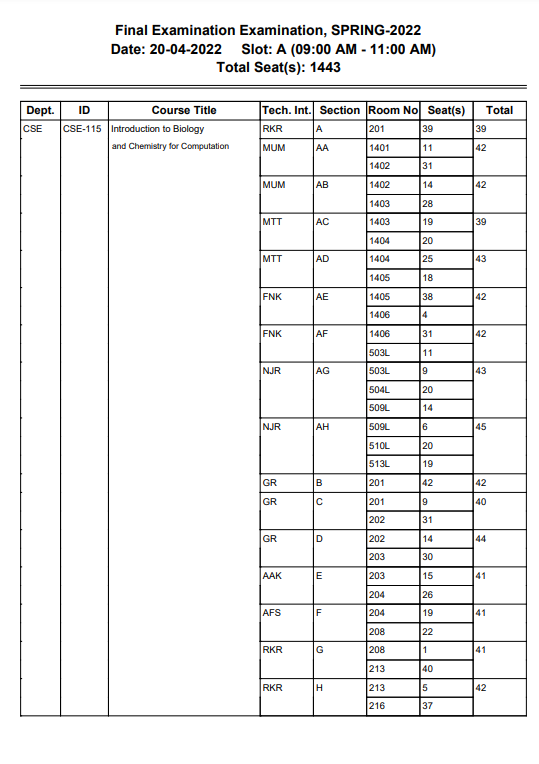 Final Examination Examination, SPRING-2022
Date: 20-04-2022 Slot: A (09:00 AM - 11:00 AM)
Total Seat(s): 1443
Dept. ID Course Title Tech. Int. Section Room No Seat(s) Total
CSE CSE-115 Introduction to Biology RKR A 201 39 39
and Chemistry for Computation MUM AA 1401 11 42
1402 31
MUM AB 1402 14 42
1403 28
MTT AC 1403 19 39
1404 20
MTT AD 1404 25 43
1405 18
FNK AE 1405 38 42
1406 4
FNK AF 1406 31 42
503L 11
NJR AG 503L 9 43
504L 20
509L 14
NJR AH 509L 6 45
510L 20
513L 19
GR B 201 42 42
GR C 201 9 40
202 31
GR D 202 14 44
203 30
AAK E 203 15 41
204 26
AFS F 204 19 41
208 22
RKR G 208 1 41
213 40
RKR H 213 5 42
216 37